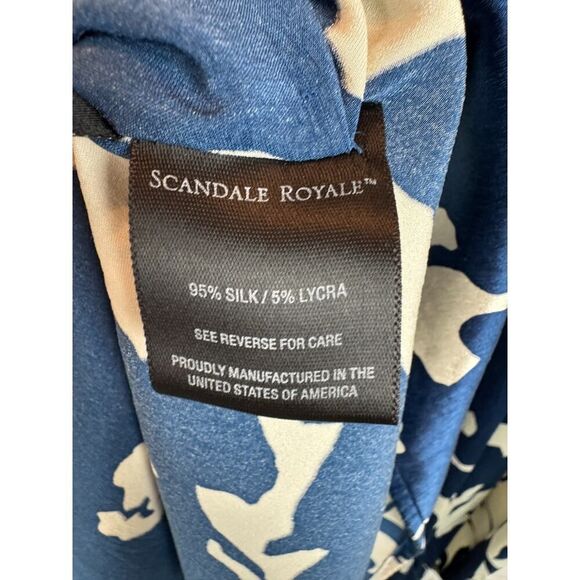 SCANDALE ROYALE™
95% SILK / 5% LYCRA
SEE REVERSE FOR CARE
PROUDLY MANUFACTURED IN THE
UNITED STATES OF AMERICA